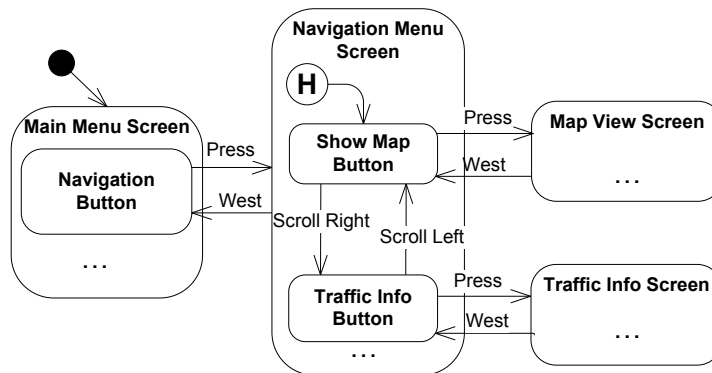 Navigation Menu
Screen
H
Main Menu Screen
Navigation
Button
. . .
Press
West
Show Map
Button
Scroll Right
Scroll Left
Traffic Info
Button
. . .
Press
West
Map View Screen
. . .
Press
West
Traffic Info Screen
. . .